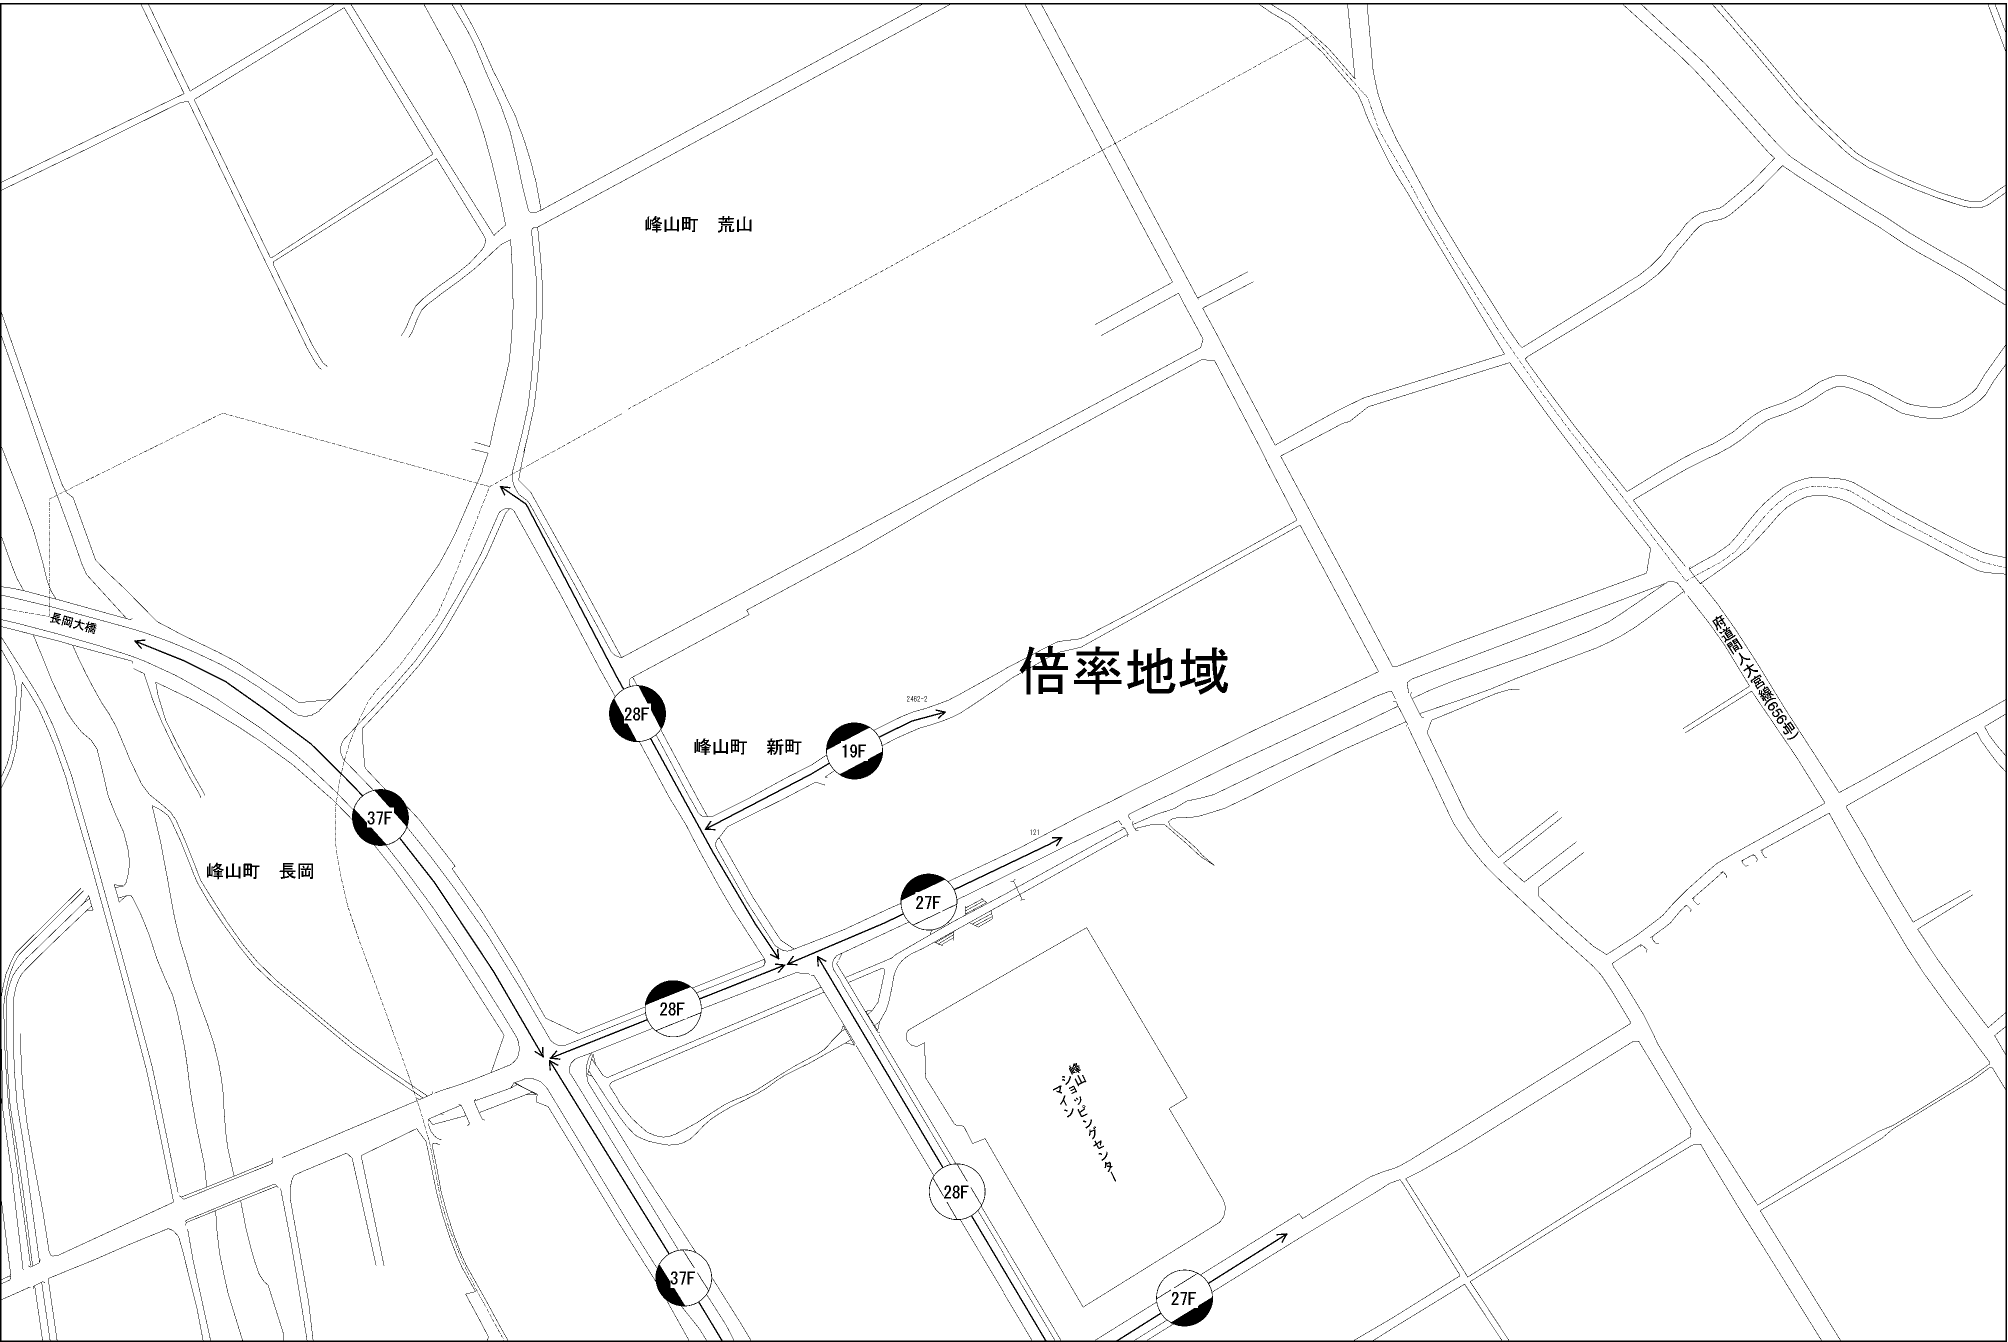 峰山町　荒山
長岡大橋
府道間人大宮線(656号)
倍率地域
2462-2
28F
峰山町　新町
19F
37F
121
峰山町　長岡
27F
28F
峰山
ショッピングセンター
マイン
28F
37F
27F